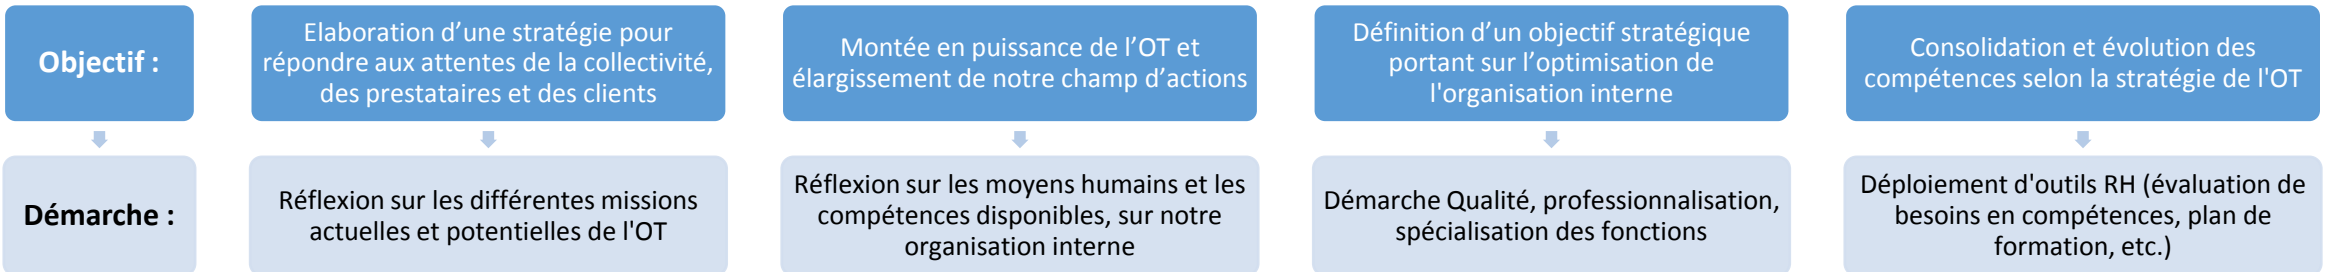 Objectif :
Elaboration d’une stratégie pour
répondre aux attentes de la collectivité,
des prestataires et des clients
Montée en puissance de l’OT et
élargissement de notre champ d’actions
Définition d’un objectif stratégique
portant sur l’optimisation de
l'organisation interne
Consolidation et évolution des
compétences selon la stratégie de l'OT
Démarche :
Réflexion sur les différentes missions
actuelles et potentielles de l'OT
Réflexion sur les moyens humains et les
compétences disponibles, sur notre
organisation interne
Démarche Qualité, professionnalisation,
spécialisation des fonctions
Déploiement d'outils RH (évaluation de
besoins en compétences, plan de
formation, etc.)